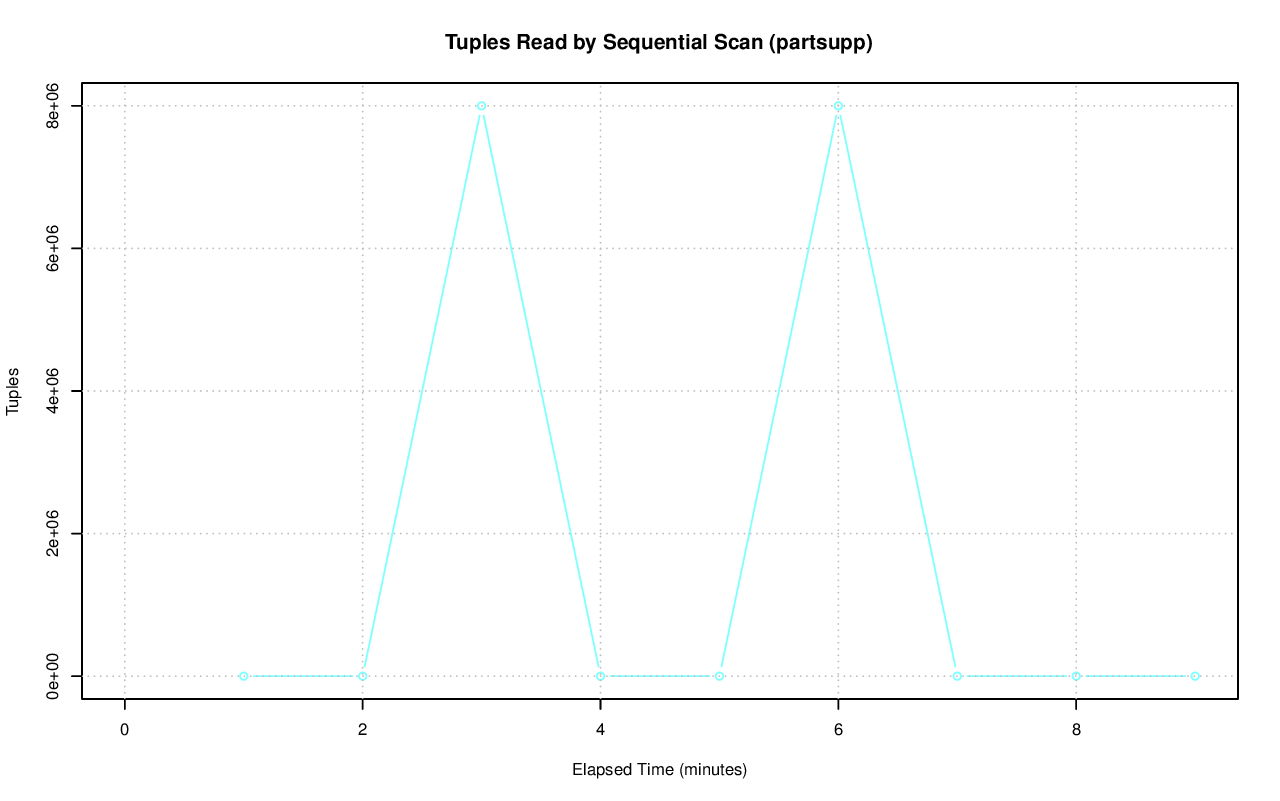 Tuples Read by Sequential Scan (partsupp)
Tuples
8e+06
6e+06
4e+06
2e+06
0e+00
0 2 4 6 8
Elapsed Time (minutes)